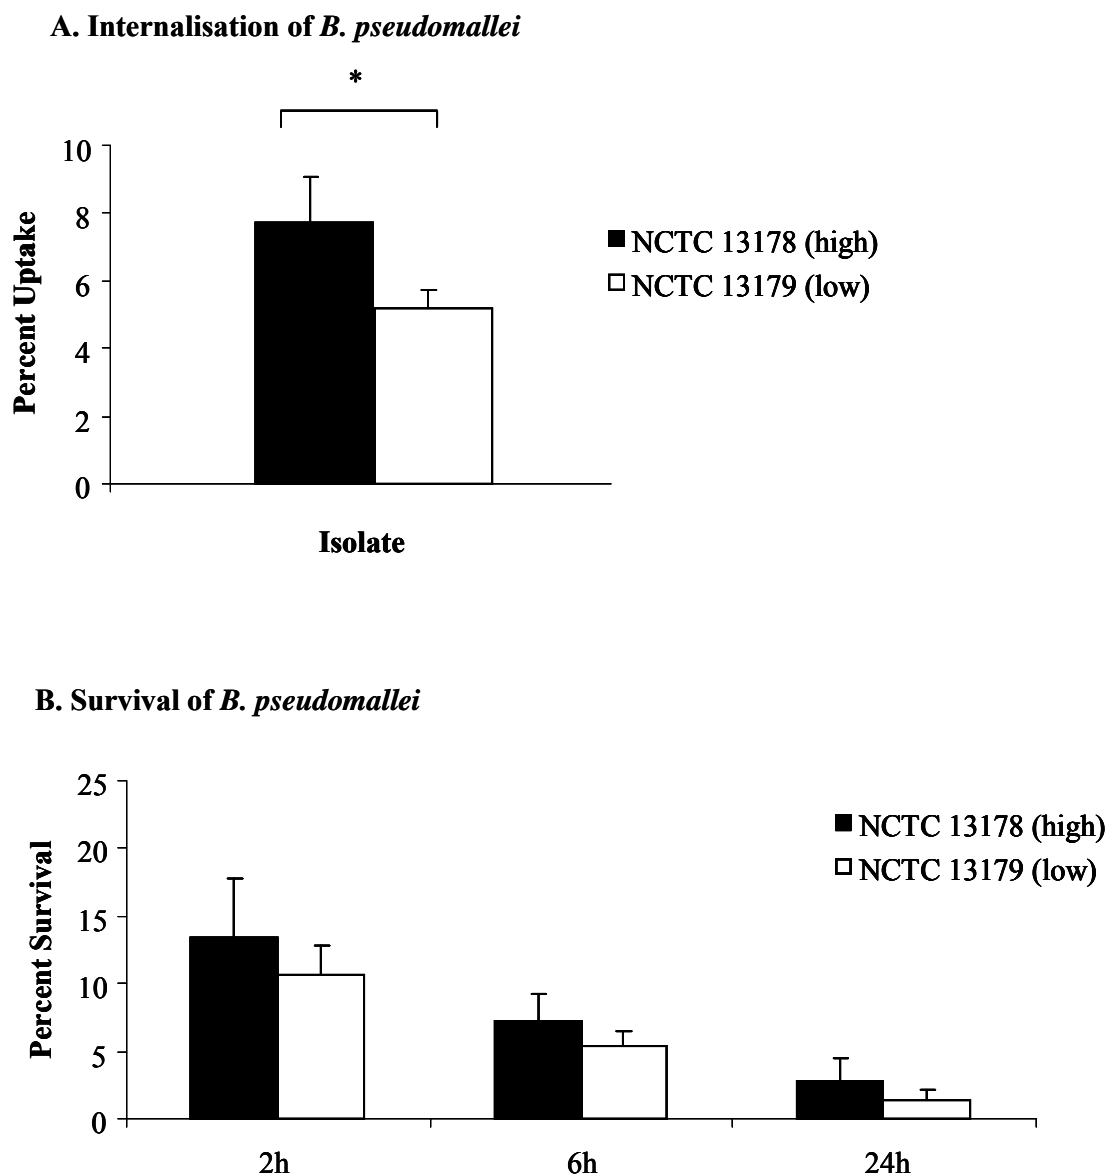 A. Internalisation of B. pseudomallei
*
10
8
6
4
2
0
Percent Uptake
NCTC 13178 (high)
NCTC 13179 (low)
Isolate
B. Survival of B. pseudomallei
25
20
15
10
5
0
Percent Survival
NCTC 13178 (high)
NCTC 13179 (low)
2h 6h 24h